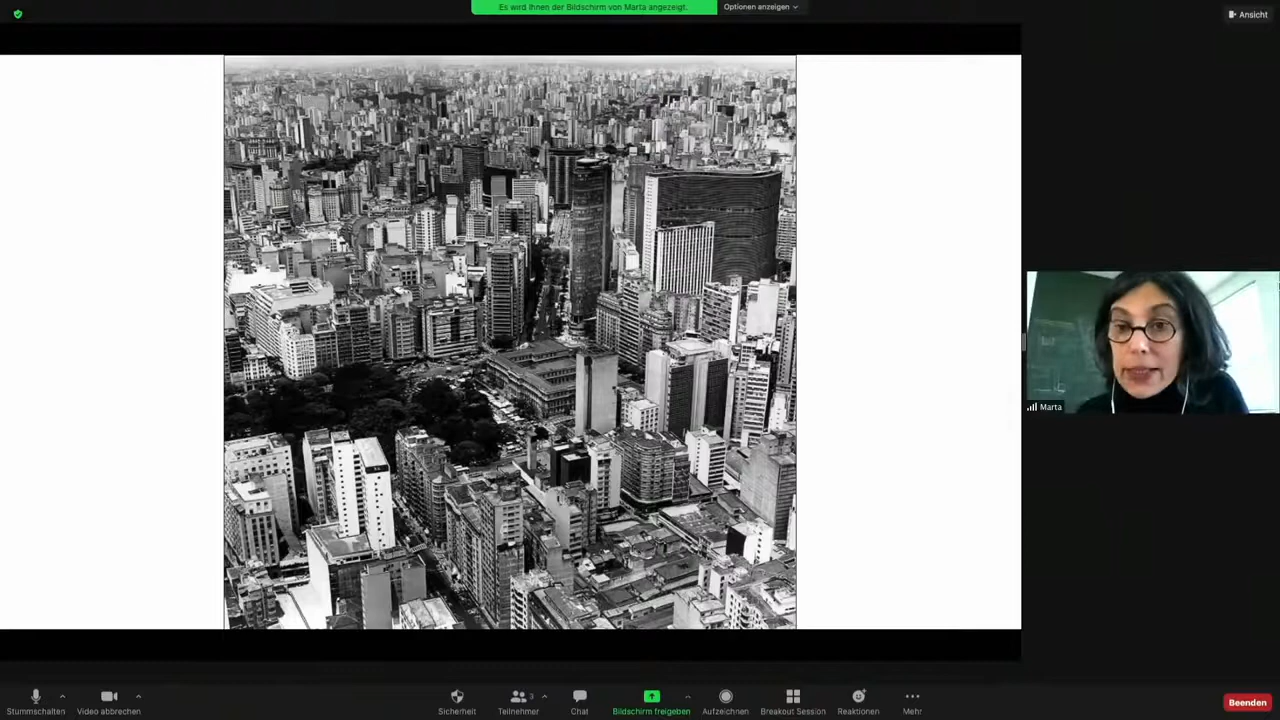 Es wird Ihnen der Bildschirm von Marta angezeigt.
Optionen anzeigen
Ansicht
Marta
Stummschalten
Video abbrechen
Sicherheit
3
Teilnehmer
Chat
Bildschirm freigeben
Aufzeichnen
Breakout Session
Reaktionen
Mehr
Beenden